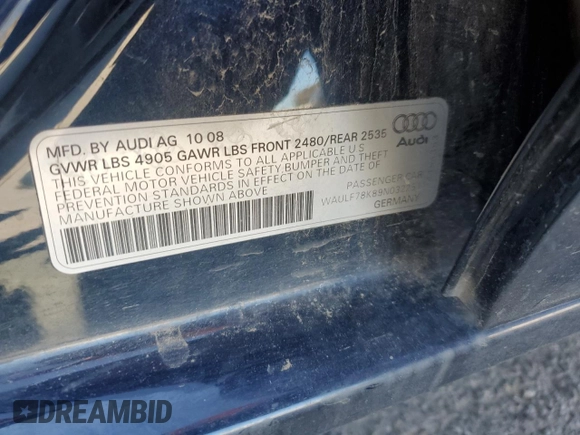 MFD. BY AUDI AG 10 08
GVWR LBS 4905 GAWR LBS FRONT 2480/REAR 2535
THIS VEHICLE CONFORMS TO ALL APPLICABLE U S
FEDERAL MOTOR VEHICLE SAFETY, BUMPER AND THEFT
PREVENTION STANDARDS IN EFFECT ON THE DATE
OF MANUFACTURE SHOWN ABOVE
Audi
PASSENGER CAR
GERMANY
DREAMBID